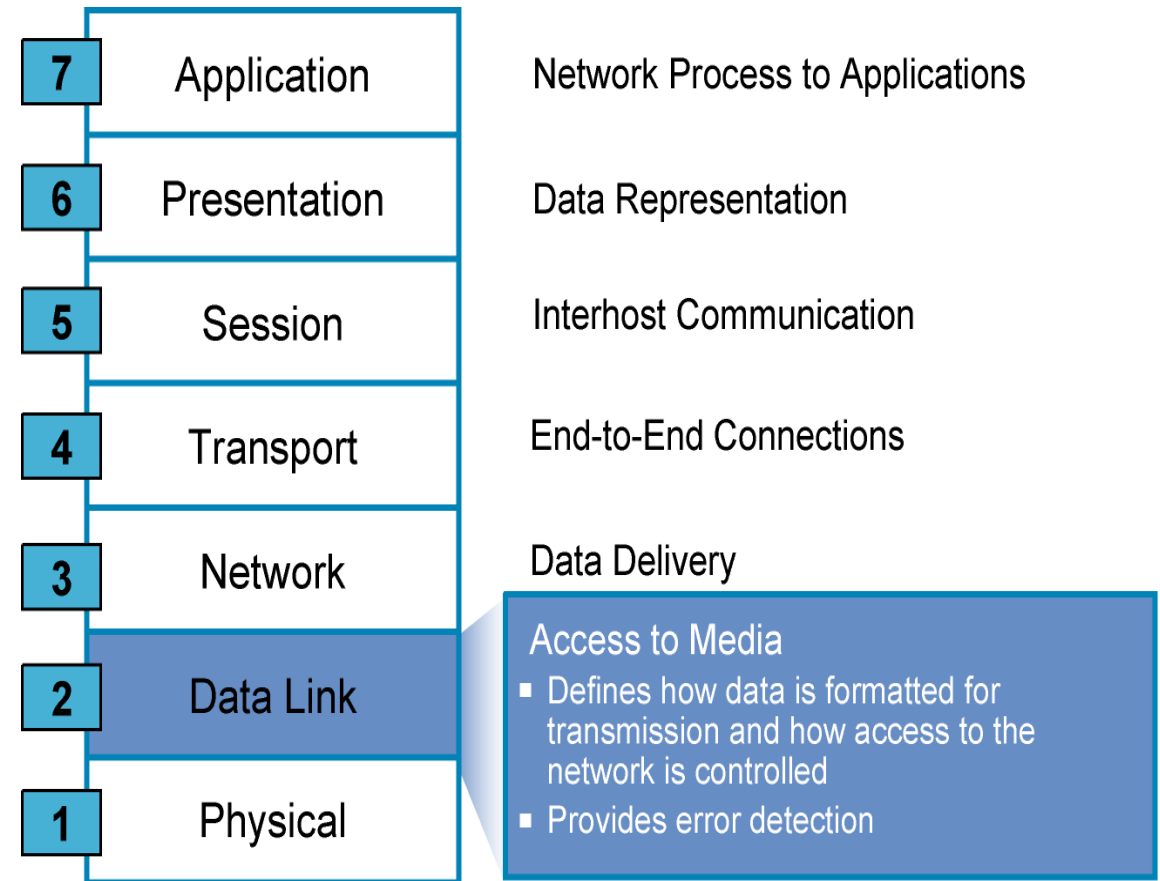 7 Application Network Process to Applications
6 Presentation Data Representation
5 Session Interhost Communication
4 Transport End-to-End Connections
3 Network Data Delivery
2 Data Link Access to Media
▪ Defines how data is formatted for
transmission and how access to the
network is controlled
▪ Provides error detection
1 Physical